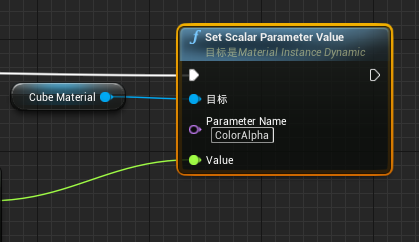 Set Scalar Parameter Value
目标是Material Instance Dynamic
Cube Material
目标
Parameter Name
ColorAlpha
Value